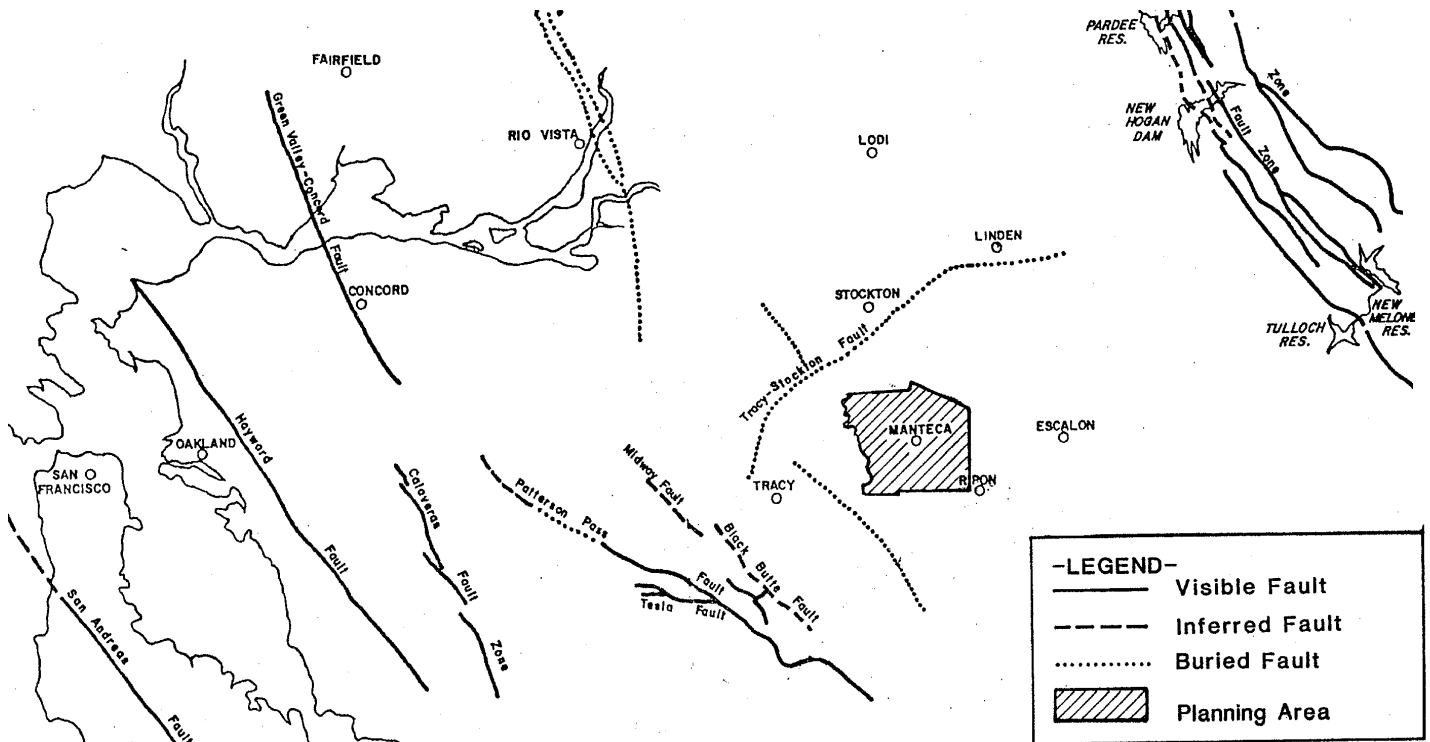 PARDEE
RES.
FAIRFIELD
Zone
NEW
HOGAN
DAM
Fault
Zone
Green Valley-Concord
Fault
RIO VISTA
LODI
LINDEN
CONCORD
STOCKTON
NEW
MELONE
RES.
TULLOCH
RES.
Tracy-Stockton Fault
Hayward
Fault
OAKLAND
SAN
FRANCISCO
MANTECA
ESCALON
Calaveras
Fault
Zone
Patterson Pass
Fault
Midway Fault
TRACY
RIPON
Black Butte
Fault
Tesla Fault
San Andreas
Fault
-LEGEND-
Visible Fault
Inferred Fault
Buried Fault
Planning Area